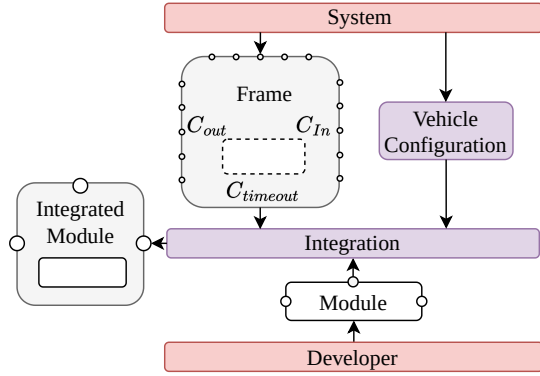 System
Frame
C_out
C_In
C_timeout
Vehicle
Configuration
Integrated
Module
Integration
Module
Developer